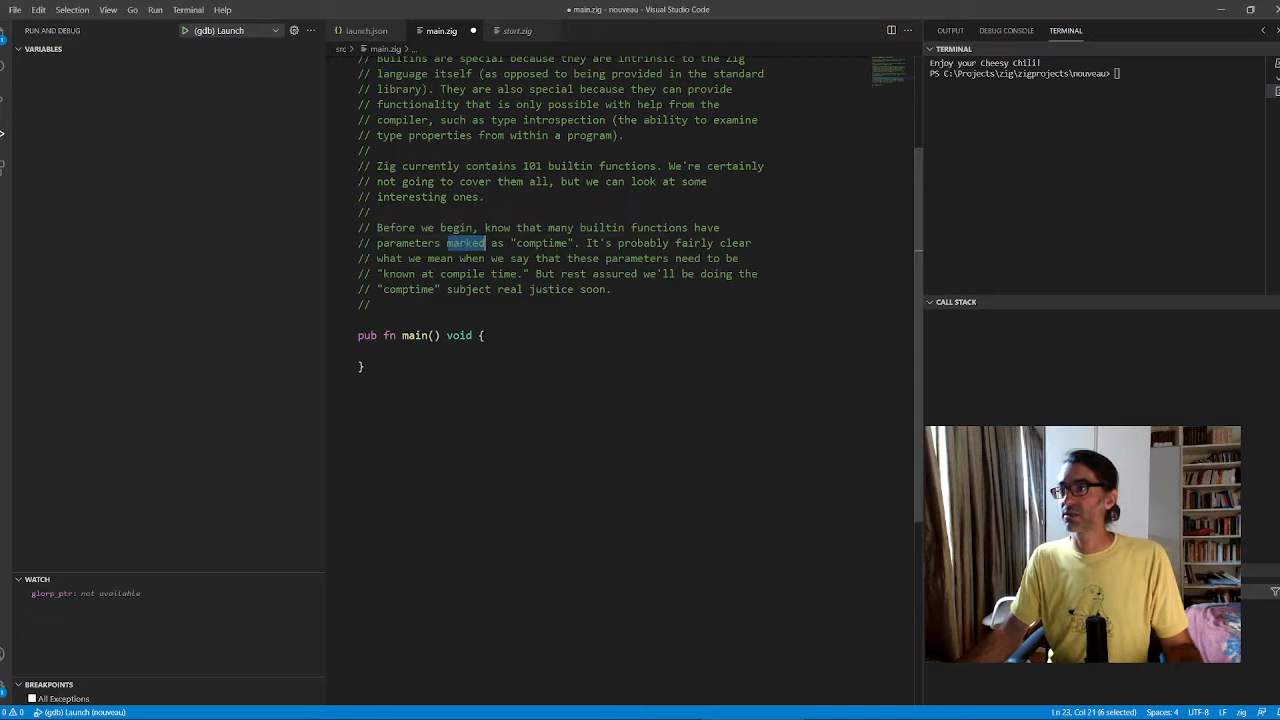 File Edit Selection View Go Run Terminal Help
● main.zig - nouveau - Visual Studio Code
RUN AND DEBUG
(gdb) Launch
VARIABLES
WATCH
glorp_ptr: not available
BREAKPOINTS
All Exceptions
launch.json main.zig start.zig
src > main.zig > ...
// Builtins are special because they are intrinsic to the Zig
// language itself (as opposed to being provided in the standard
// library). They are also special because they can provide
// functionality that is only possible with help from the
// compiler, such as type introspection (the ability to examine
// type properties from within a program).
//
// Zig currently contains 101 builtin functions. We're certainly
// not going to cover them all, but we can look at some
// interesting ones.
//
// Before we begin, know that many builtin functions have
// parameters marked as "comptime". It's probably fairly clear
// what we mean when we say that these parameters need to be
// "known at compile time." But rest assured we'll be doing the
// "comptime" subject real justice soon.
//
pub fn main() void {
}
OUTPUT DEBUG CONSOLE TERMINAL
TERMINAL
Enjoy your Cheesy Chili!
PS C:\Projects\zig\zigprojects\nouveau>
CALL STACK
0 0 (gdb) Launch (nouveau)
Ln 23, Col 21 (6 selected) Spaces: 4 UTF-8 LF zig